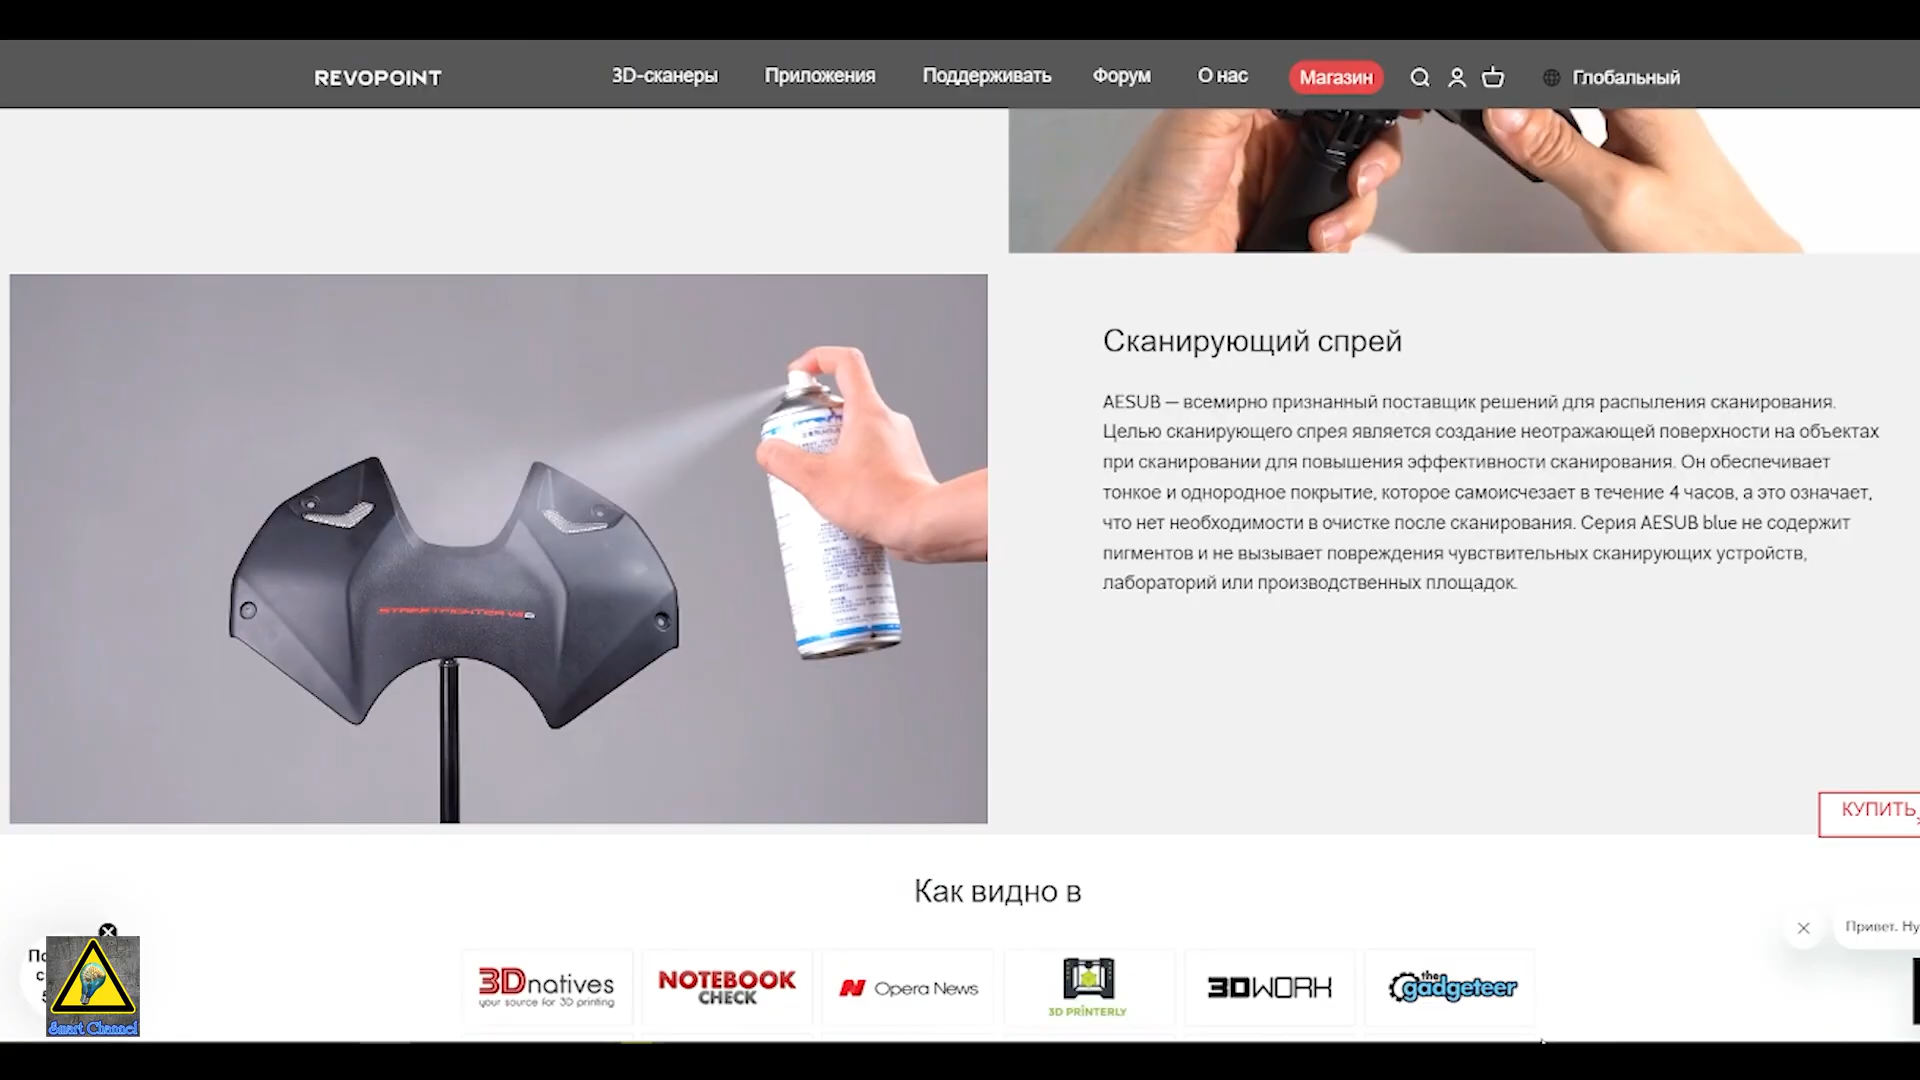 REVOPOINT
3D-сканеры
Приложения
Поддерживать
Форум
О нас
Магазин
Глобальный
Сканирующий спрей
AESUB — всемирно признанный поставщик решений для распыления сканирования.
Целью сканирующего спрея является создание неотражающей поверхности на объектах
при сканировании для повышения эффективности сканирования. Он обеспечивает
тонкое и однородное покрытие, которое самоисчезает в течение 4 часов, а это означает,
что нет необходимости в очистке после сканирования. Серия AESUB blue не содержит
пигментов и не вызывает повреждения чувствительных сканирующих устройств,
лабораторий или производственных площадок.
STREETFIGHTER V4
КУПИТЬ
Как видно в
Привет. Ну
3Dnatives
your source for 3D printing
NOTEBOOK
CHECK
Opera News
3D PRINTERLY
3DWORK
the
gadgeteer
Smart Channel